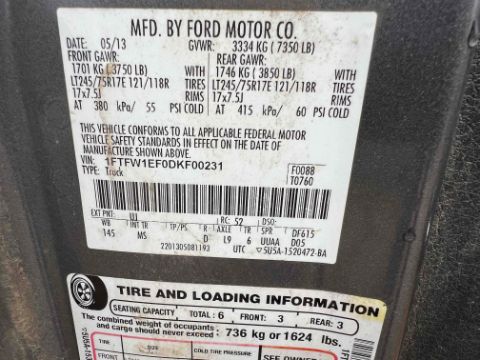 MFD. BY FORD MOTOR CO.
DATE: 05/13 GVWR: 3334 KG ( 7350 LB)
FRONT GAWR: REAR GAWR:
1701 KG ( 3750 LB) 1746 KG ( 3850 LB)
LT245/75R17E 121/118R TIRES LT245/75R17E 121/118R
17x7.5J RIMS 17x7.5J
AT 380 kPa/ 55 PSI COLD AT 415 kPa/ 60 PSI COLD
THIS VEHICLE CONFORMS TO ALL APPLICABLE FEDERAL MOTOR
VEHICLE SAFETY STANDARDS IN EFFECT ON THE DATE OF
MANUFACTURE SHOWN ABOVE.
VIN: 1FTFW1EF0DKF00231
TYPE: Truck
F0088
T0760
EXT PNT: UJ RC: 52 DSO:
WB INT TR TP/PS R AXLE TR SPR DF615
145 MS D L9 6 UUAA D05
2201305081193 UTC 5U5A-1520472-BA
TIRE AND LOADING INFORMATION
SEATING CAPACITY TOTAL: 6 FRONT: 3 REAR: 3
The combined weight of occupants
and cargo should never exceed: 736 kg or 1624 lbs.
TIRE SIZE COLD TIRE PRESSURE SEE OWNER
FRONT